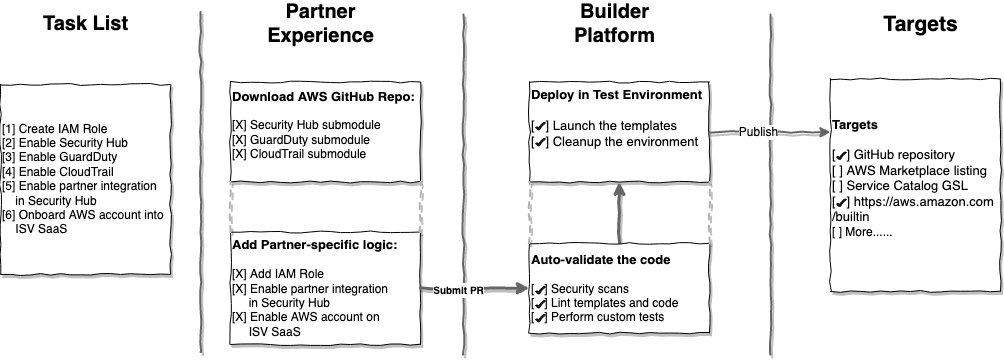 Task List
[1] Create IAM Role
[2] Enable Security Hub
[3] Enable GuardDuty
[4] Enable CloudTrail
[5] Enable partner integration
in Security Hub
[6] Onboard AWS account into
ISV SaaS
Partner
Experience
Download AWS GitHub Repo:
[X] Security Hub submodule
[X] GuardDuty submodule
[X] CloudTrail submodule
Add Partner-specific logic:
[X] Add IAM Role
[X] Enable partner integration
in Security Hub
[X] Enable AWS account on
ISV SaaS
Submit PR
Builder
Platform
Deploy in Test Environment
[✔] Launch the templates
[✔] Cleanup the environment
Auto-validate the code
[✔] Security scans
[✔] Lint templates and code
[✔] Perform custom tests
Publish
Targets
Targets
[✔] GitHub repository
[ ] AWS Marketplace listing
[ ] Service Catalog GSL
[✔] https://aws.amazon.com
/builtin
[ ] More......